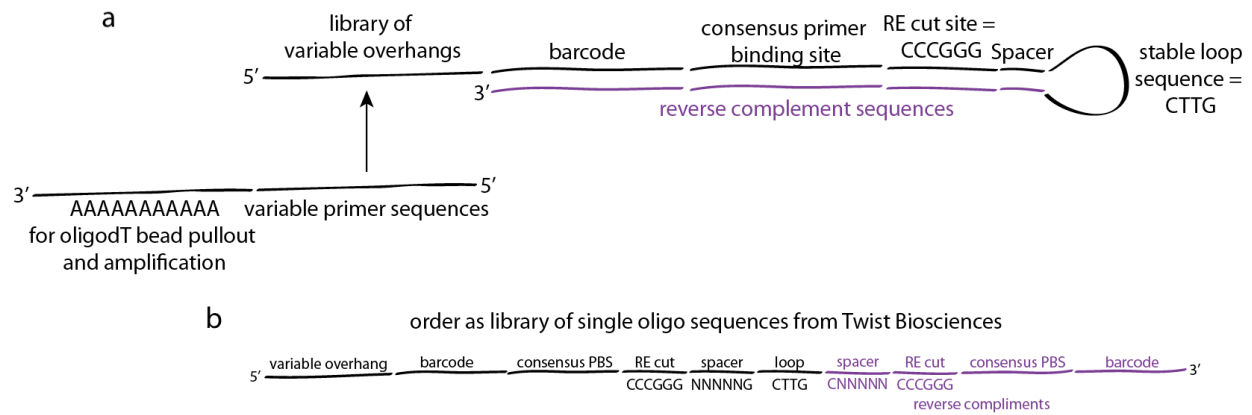 a
library of
variable overhangs
barcode
consensus primer
binding site
RE cut site =
CCCGGG
Spacer
stable loop
sequence =
CTTG
5′
3′
reverse complement sequences
3′
5′
AAAAAAAAAAA
variable primer sequences
for oligodT bead pullout
and amplification
b
order as library of single oligo sequences from Twist Biosciences
variable overhang barcode consensus PBS RE cut spacer loop spacer RE cut consensus PBS barcode
5′ 3′
CCCGGG NNNNNG CTTG CNNNNN CCCGGG
reverse compliments